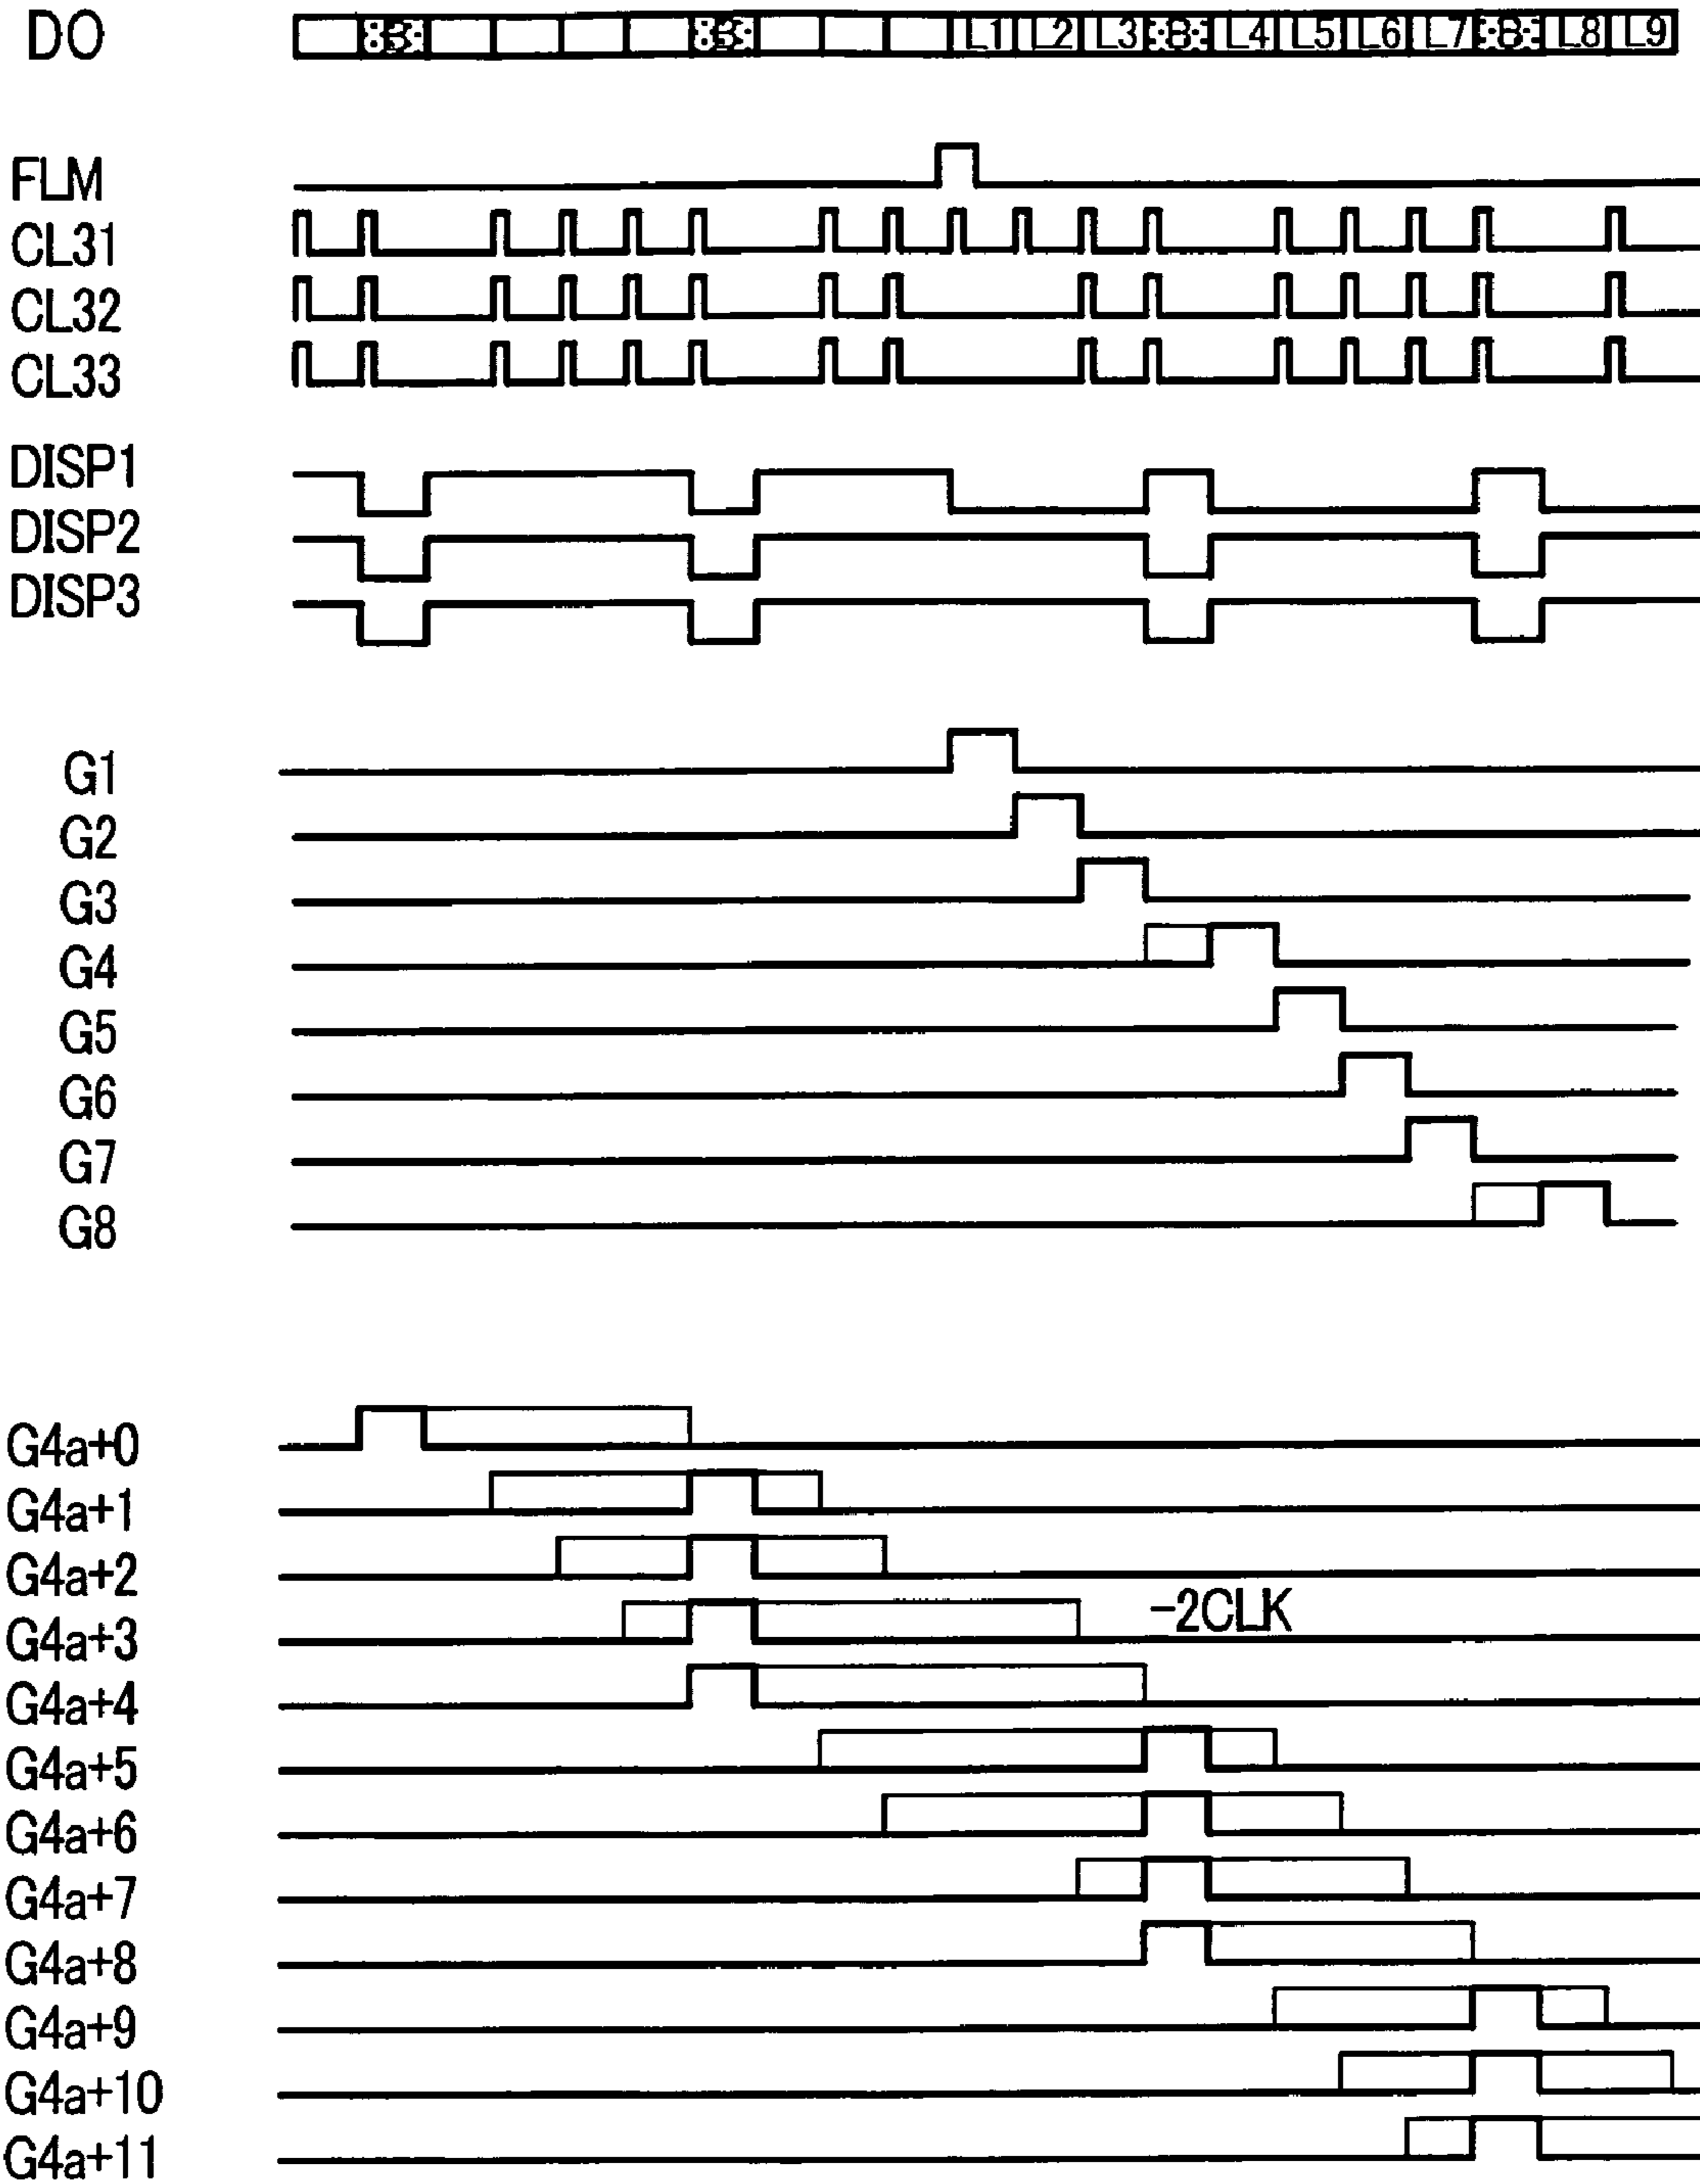 DO B B L1 L2 L3 B L4 L5 L6 L7 B L8 L9
FLM
CL31
CL32
CL33
DISP1
DISP2
DISP3
G1
G2
G3
G4
G5
G6
G7
G8
G4a+0
G4a+1
G4a+2
G4a+3 -2CLK
G4a+4
G4a+5
G4a+6
G4a+7
G4a+8
G4a+9
G4a+10
G4a+11